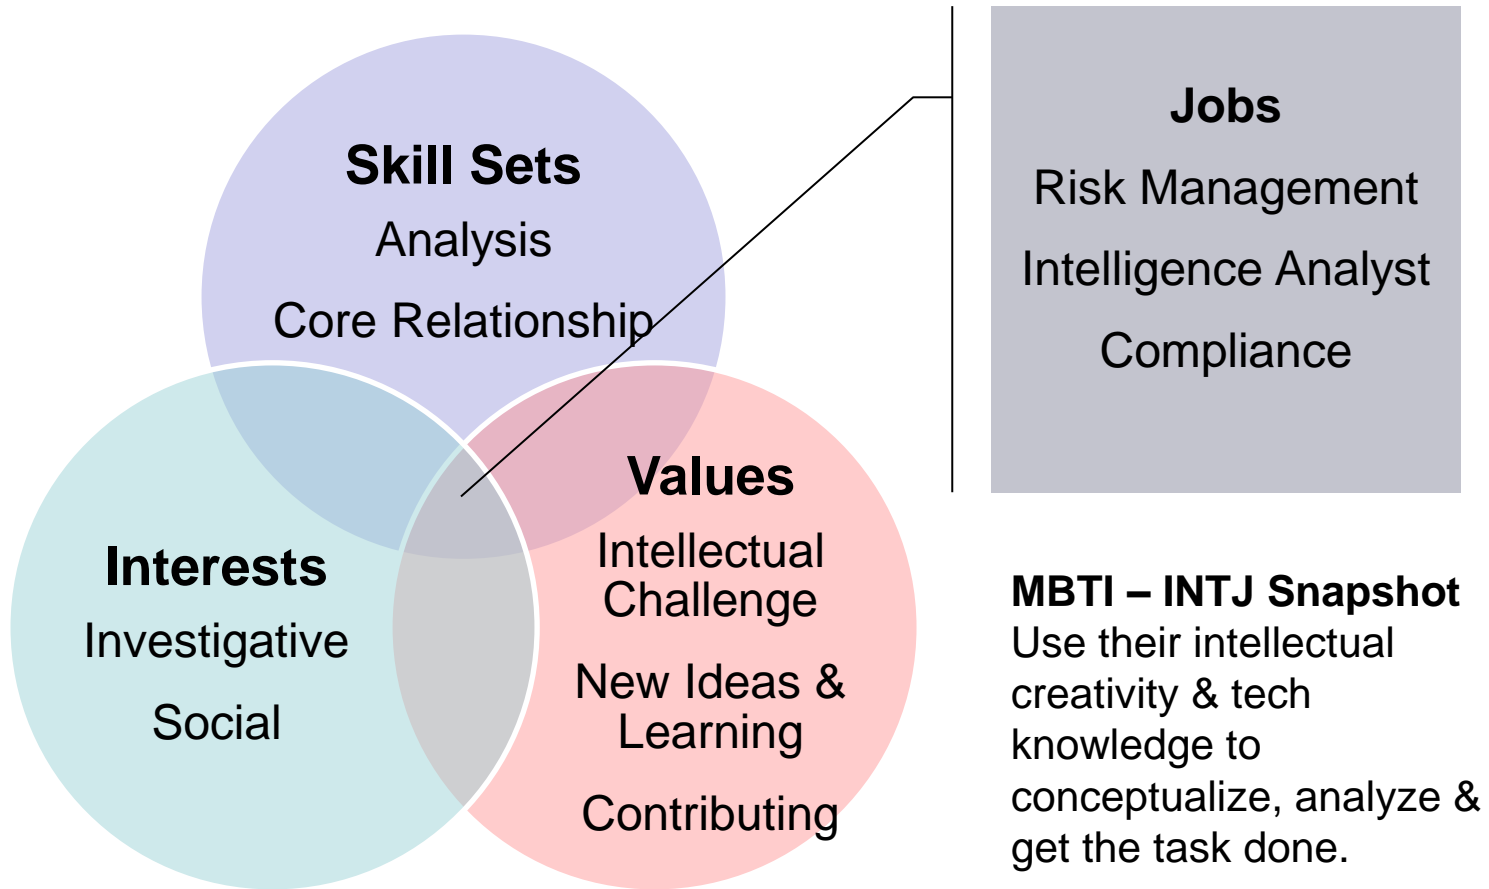 Skill Sets
Analysis
Core Relationship
Interests
Investigative
Social
Values
Intellectual
Challenge
New Ideas &
Learning
Contributing
Jobs
Risk Management
Intelligence Analyst
Compliance
MBTI – INTJ Snapshot
Use their intellectual
creativity & tech
knowledge to
conceptualize, analyze &
get the task done.